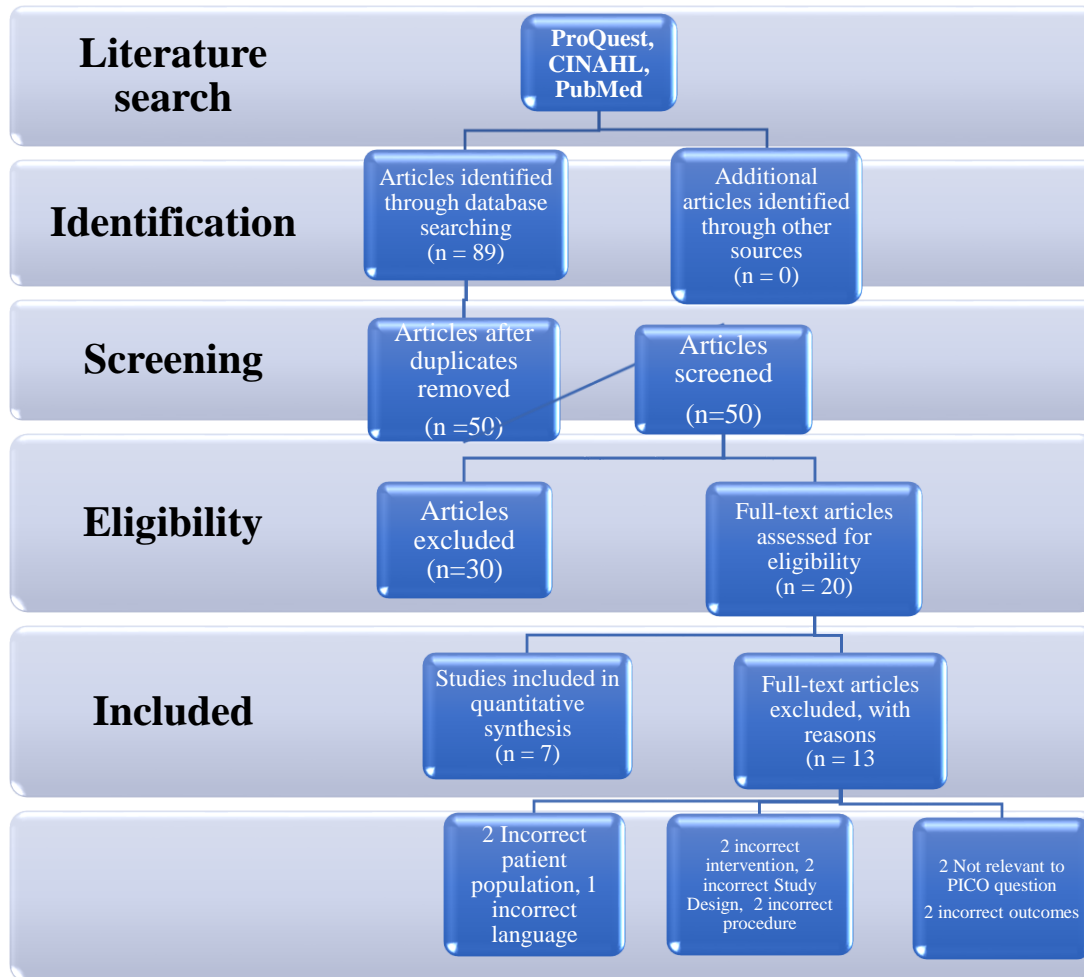 Literature
search
ProQuest,
CINAHL,
PubMed
Identification
Articles identified
through database
searching
(n = 89)
Additional
articles identified
through other
sources
(n = 0)
Screening
Articles after
duplicates
removed
(n =50)
Articles
screened
(n=50)
Eligibility
Articles
excluded
(n=30)
Full-text articles
assessed for
eligibility
(n = 20)
Included
Studies included in
quantitative
synthesis
(n = 7)
Full-text articles
excluded, with
reasons
(n = 13
2 Incorrect
patient
population, 1
incorrect
language
2 incorrect
intervention, 2
incorrect Study
Design, 2 incorrect
procedure
2 Not relevant to
PICO question
2 incorrect outcomes